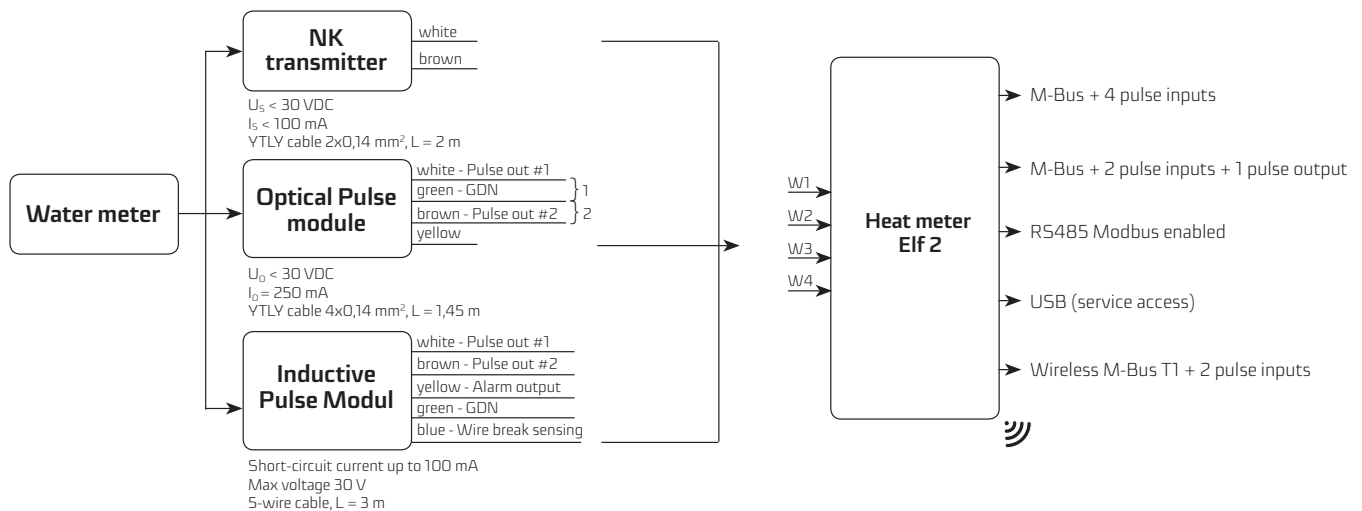 NK
transmitter
white
brown
U_S < 30 VDC
I_S < 100 mA
YTLY cable 2x0,14 mm², L = 2 m
Water meter
Optical Pulse
module
white - Pulse out #1
green - GDN
brown - Pulse out #2
yellow
1
2
U_O < 30 VDC
I_O = 250 mA
YTLY cable 4x0,14 mm², L = 1,45 m
Inductive
Pulse Modul
white - Pulse out #1
brown - Pulse out #2
yellow - Alarm output
green - GDN
blue - Wire break sensing
Short-circuit current up to 100 mA
Max voltage 30 V
5-wire cable, L = 3 m
W1
W2
W3
W4
Heat meter
Elf 2
M-Bus + 4 pulse inputs
M-Bus + 2 pulse inputs + 1 pulse output
RS485 Modbus enabled
USB (service access)
Wireless M-Bus T1 + 2 pulse inputs